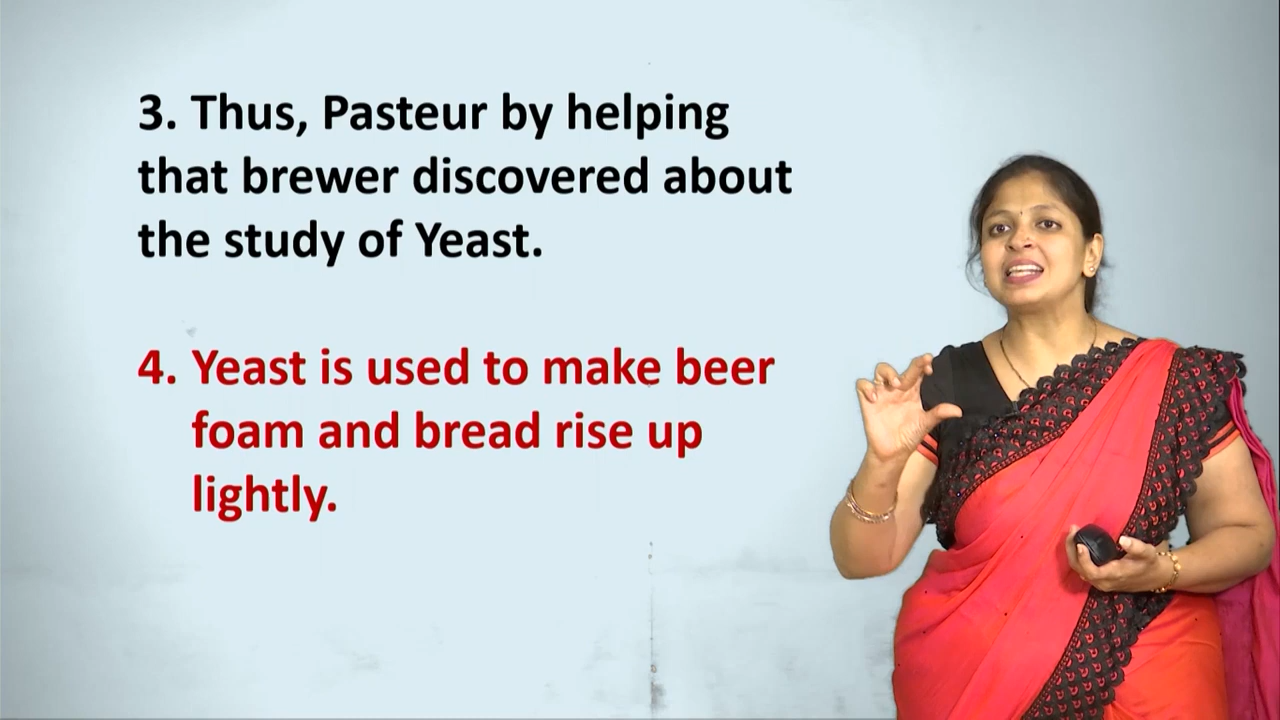 3. Thus, Pasteur by helping
that brewer discovered about
the study of Yeast.
4. Yeast is used to make beer
foam and bread rise up
lightly.